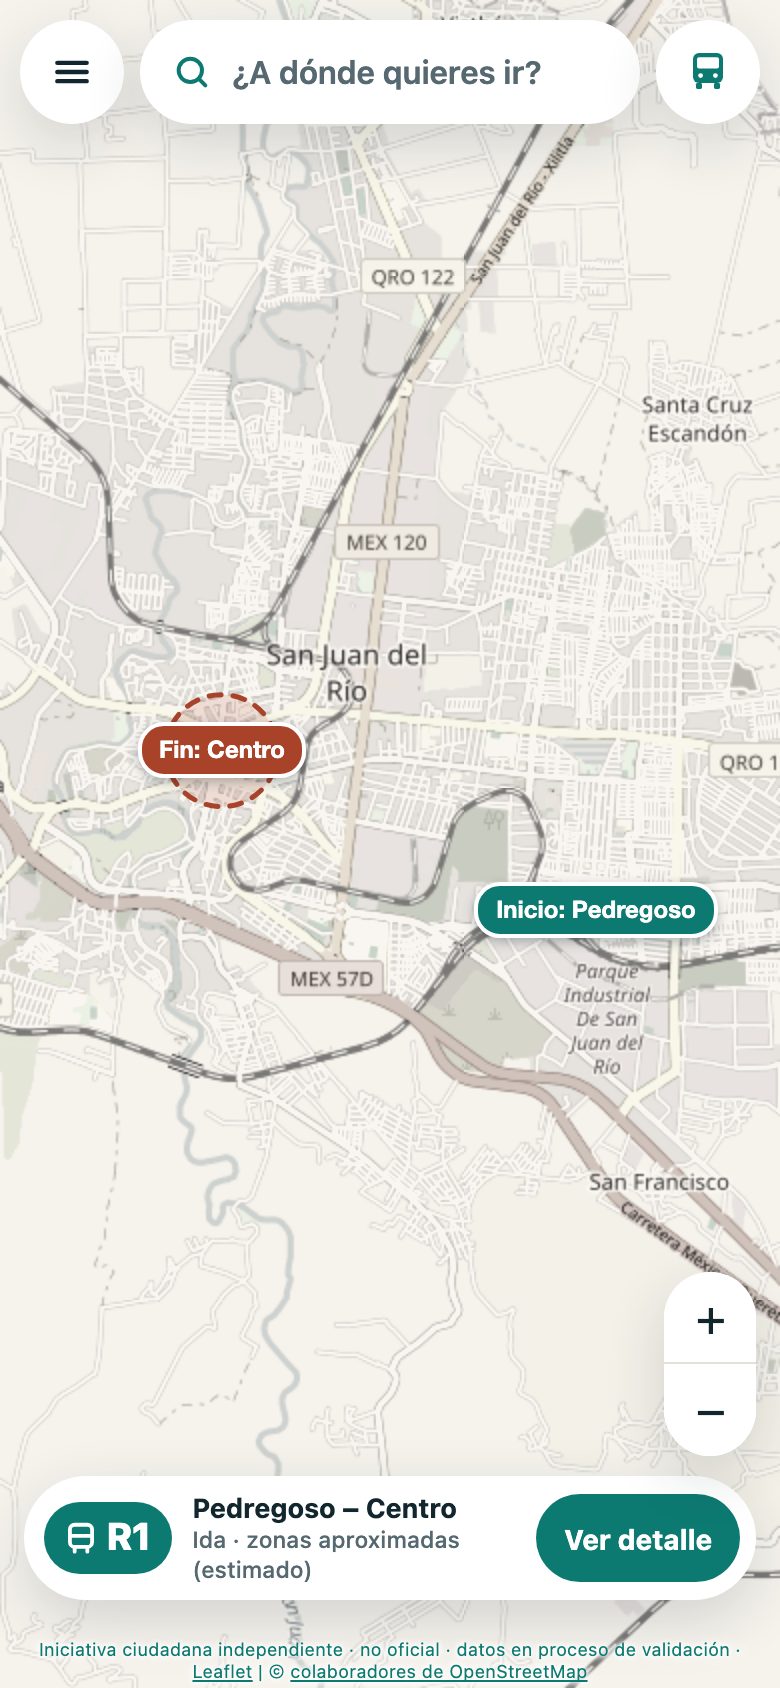 ¿A dónde quieres ir?
San Juan del Río - Xilitla
QRO 122
Santa Cruz
Escandón
MEX 120
San Juan del
Río
Fin: Centro
QRO 1
Inicio: Pedregoso
MEX 57D
Parque
Industrial
De San
Juan del
Río
San Francisco
Carretera
+
−
R1
Pedregoso – Centro
Ida · zonas aproximadas
(estimado)
Ver detalle
Iniciativa ciudadana independiente · no oficial · datos en proceso de validación ·
Leaflet | © colaboradores de OpenStreetMap